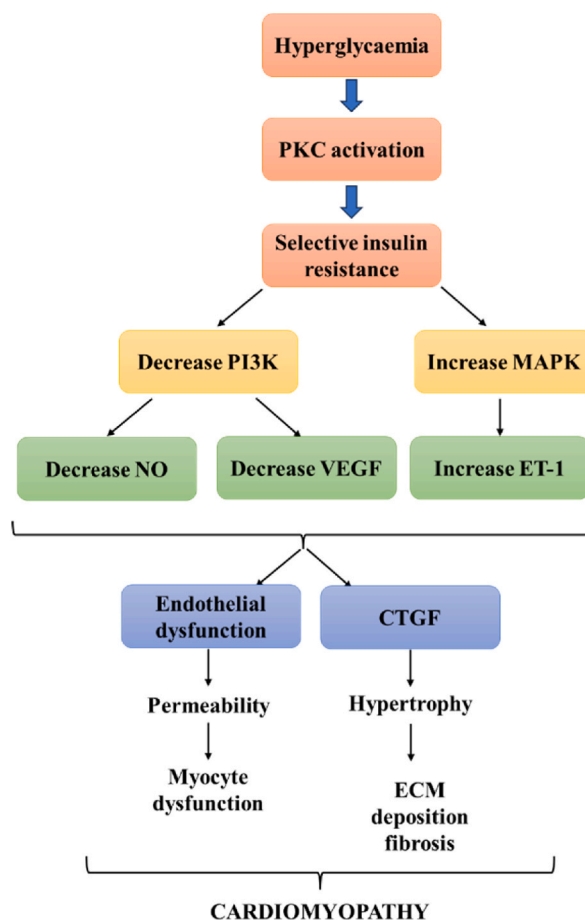 Hyperglycaemia
PKC activation
Selective insulin
resistance
Decrease PI3K
Increase MAPK
Decrease NO
Decrease VEGF
Increase ET-1
Endothelial
dysfunction
CTGF
Permeability
Hypertrophy
Myocyte
dysfunction
ECM
deposition
fibrosis
CARDIOMYOPATHY